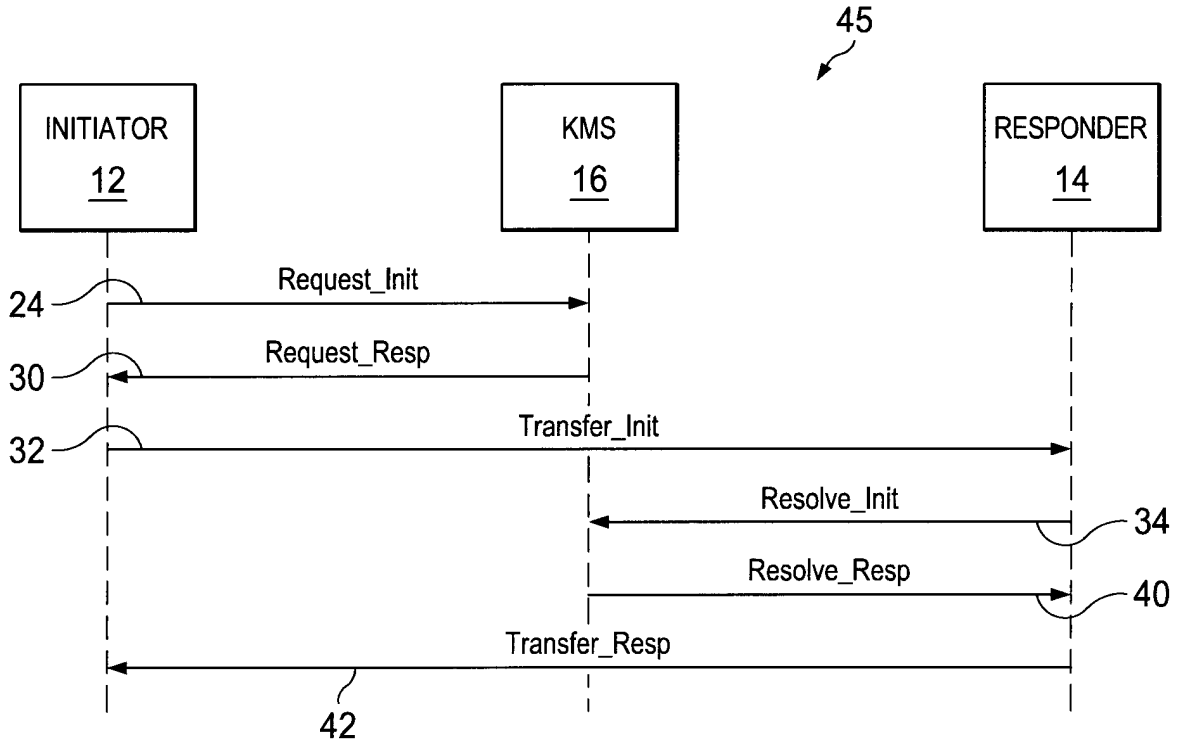 45
INITIATOR
12
KMS
16
RESPONDER
14
Request_Init
24
Request_Resp
30
Transfer_Init
32
Resolve_Init
34
Resolve_Resp
40
Transfer_Resp
42